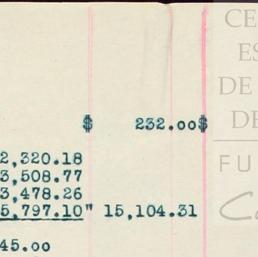 CE
ES
DE
DE
FU
$ 232.00$
2,320.18
3,508.77
3,478.26
5,797.10" 15,104.31
45.00